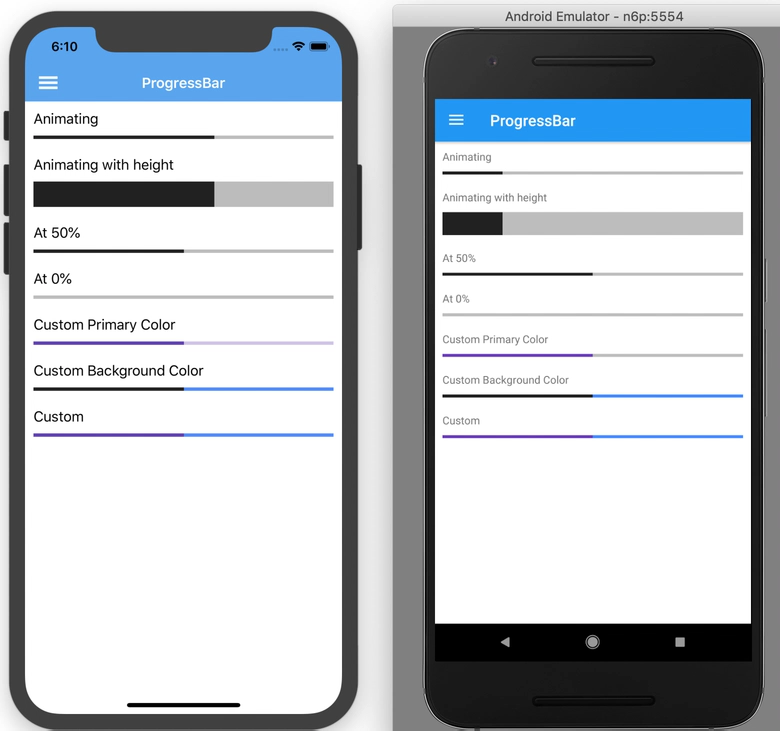 6:10
ProgressBar
Animating
Animating with height
At 50%
At 0%
Custom Primary Color
Custom Background Color
Custom
Android Emulator - n6p:5554
ProgressBar
Animating
Animating with height
At 50%
At 0%
Custom Primary Color
Custom Background Color
Custom